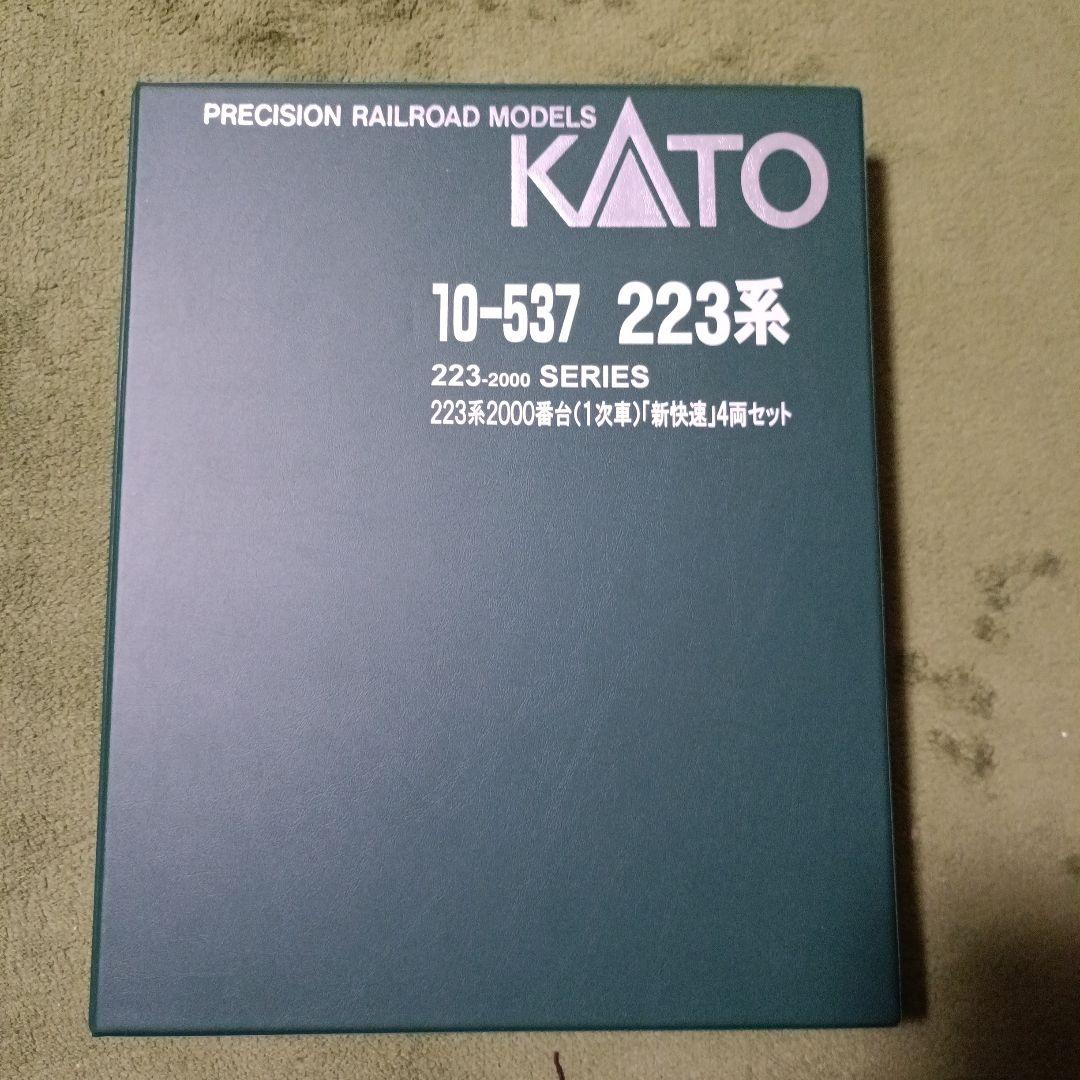 PRECISION RAILROAD MODELS
KATO
10-537 223系
223-2000 SERIES
223系2000番台(1次車)「新快速」4両セット